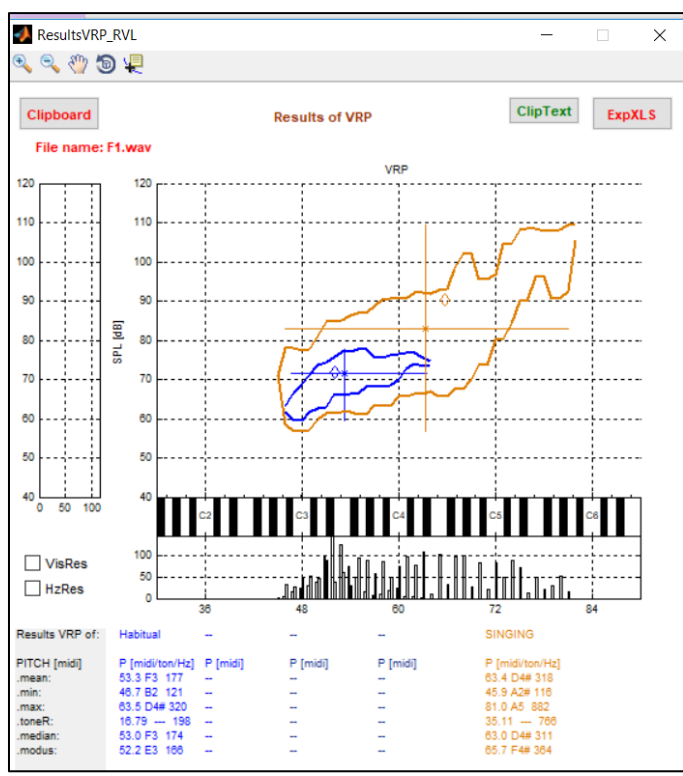 ResultsVRP_RVL
Clipboard
Results of VRP
ClipText
ExpXLS
File name: F1.wav
VRP
120 120
110 110
100 100
90 90
80 80
70 70
60 60
50 50
40 40
SPL [dB]
0 50 100
C2 C3 C4 C5 C6
VisRes
HzRes
100
50
0
36 48 60 72 84
Results VRP of: Habitual -- -- -- SINGING
PITCH [midi] P [midi/ton/Hz] P [midi] P [midi] P [midi] P [midi/ton/Hz]
.mean: 53.3 F3 177 -- -- -- 63.4 D4# 318
.min: 46.7 B2 121 -- -- -- 45.9 A2# 116
.max: 63.5 D4# 320 -- -- -- 81.0 A5 882
.toneR: 16.79 --- 198 -- -- -- 35.11 --- 766
.median: 53.0 F3 174 -- -- -- 63.0 D4# 311
.modus: 52.2 E3 166 -- -- -- 65.7 F4# 364